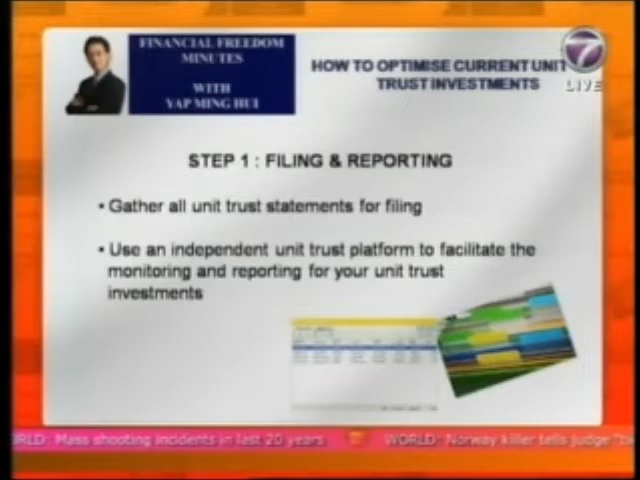 FINANCIAL FREEDOM
MINUTES
WITH
YAP MING HUI
HOW TO OPTIMISE CURRENT UNIT
TRUST INVESTMENTS
7
LIVE
STEP 1 : FILING & REPORTING
• Gather all unit trust statements for filing
• Use an independent unit trust platform to facilitate the
monitoring and reporting for your unit trust
investments
RLD: Mass shooting incidents in last 20 years WORLD: Norway killer tells judge